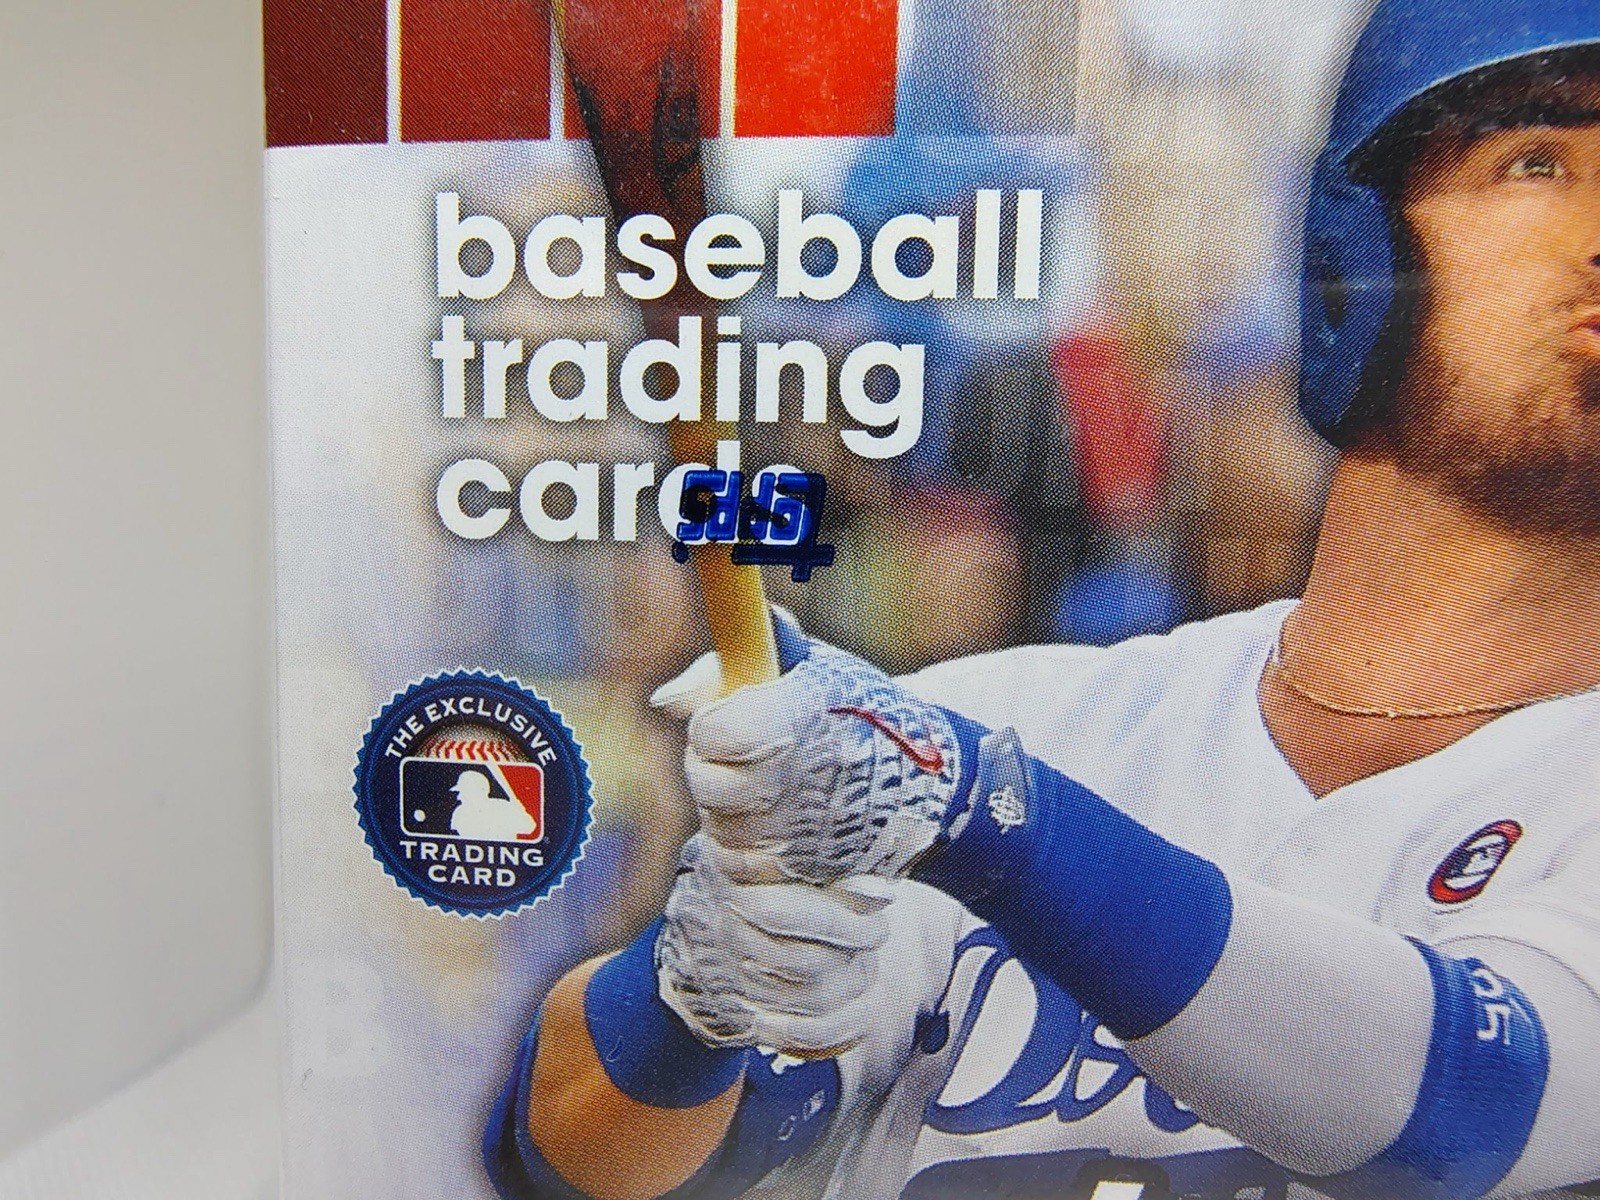 baseball
trading
cards
THE EXCLUSIVE
TRADING
CARD